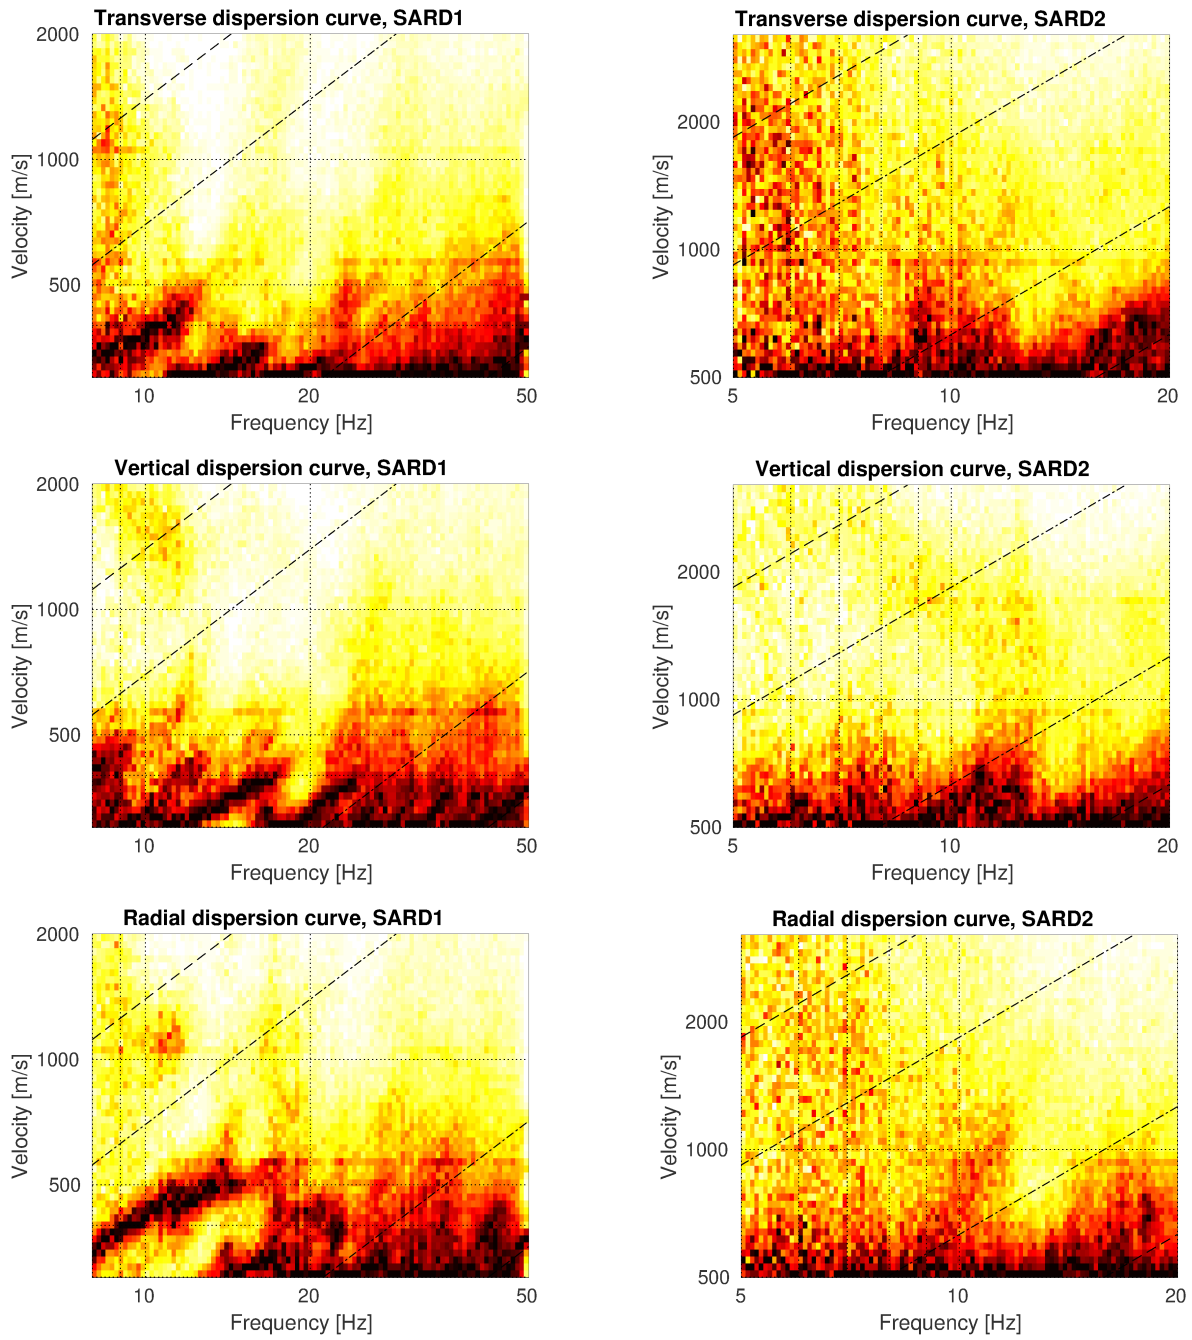 Transverse dispersion curve, SARD1
2000
1000
500
Velocity [m/s]
10
20
50
Frequency [Hz]
Transverse dispersion curve, SARD2
2000
1000
500
Velocity [m/s]
5
10
20
Frequency [Hz]
Vertical dispersion curve, SARD1
2000
1000
500
Velocity [m/s]
10
20
50
Frequency [Hz]
Vertical dispersion curve, SARD2
2000
1000
500
Velocity [m/s]
5
10
20
Frequency [Hz]
Radial dispersion curve, SARD1
2000
1000
500
Velocity [m/s]
10
20
50
Frequency [Hz]
Radial dispersion curve, SARD2
2000
1000
500
Velocity [m/s]
5
10
20
Frequency [Hz]